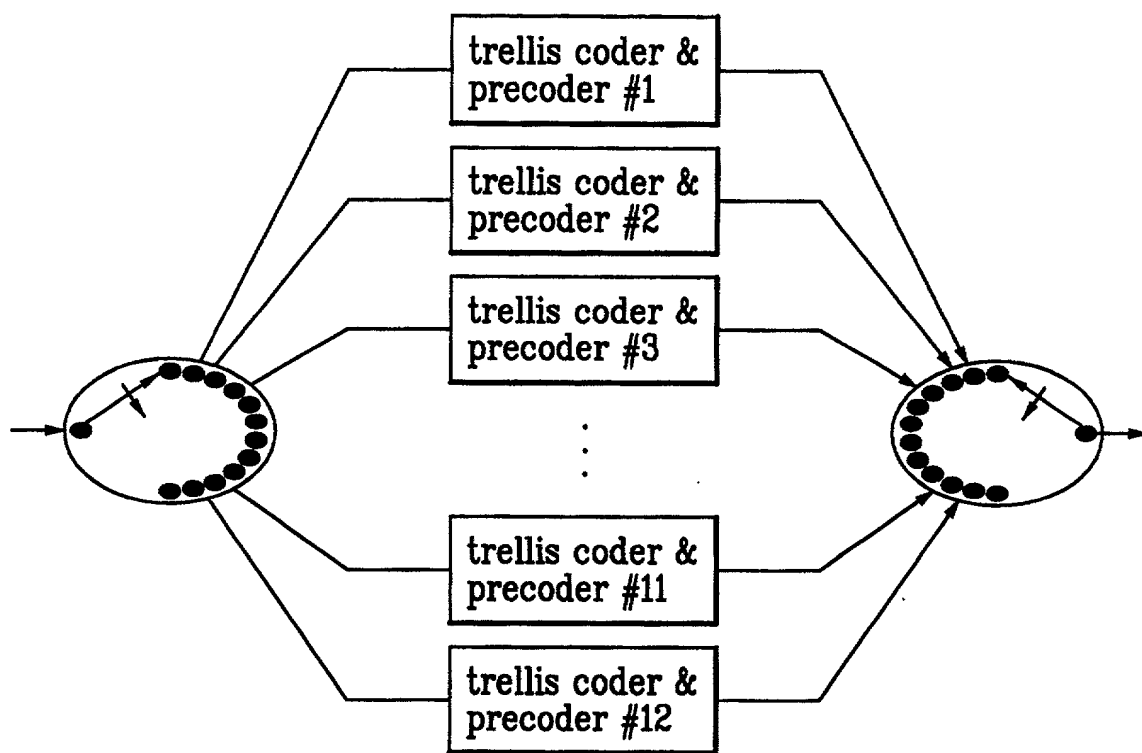 trellis coder &
precoder #1
trellis coder &
precoder #2
trellis coder &
precoder #3
trellis coder &
precoder #11
trellis coder &
precoder #12